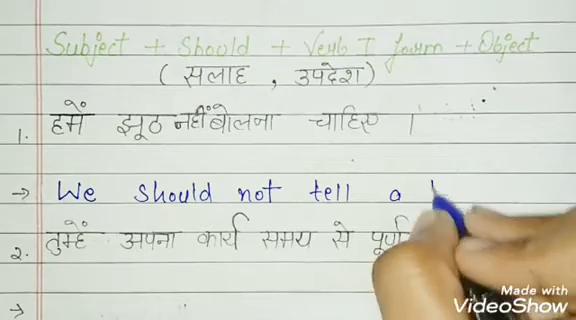 Subject + Should + Verb I form + Object
( सलाह , उपदेश )
1. हमें झूठ नहीं बोलना चाहिए ।
→ We should not tell a
2. तुम्हें अपना कार्य समय से पूर्ण
→
Made with
VideoShow